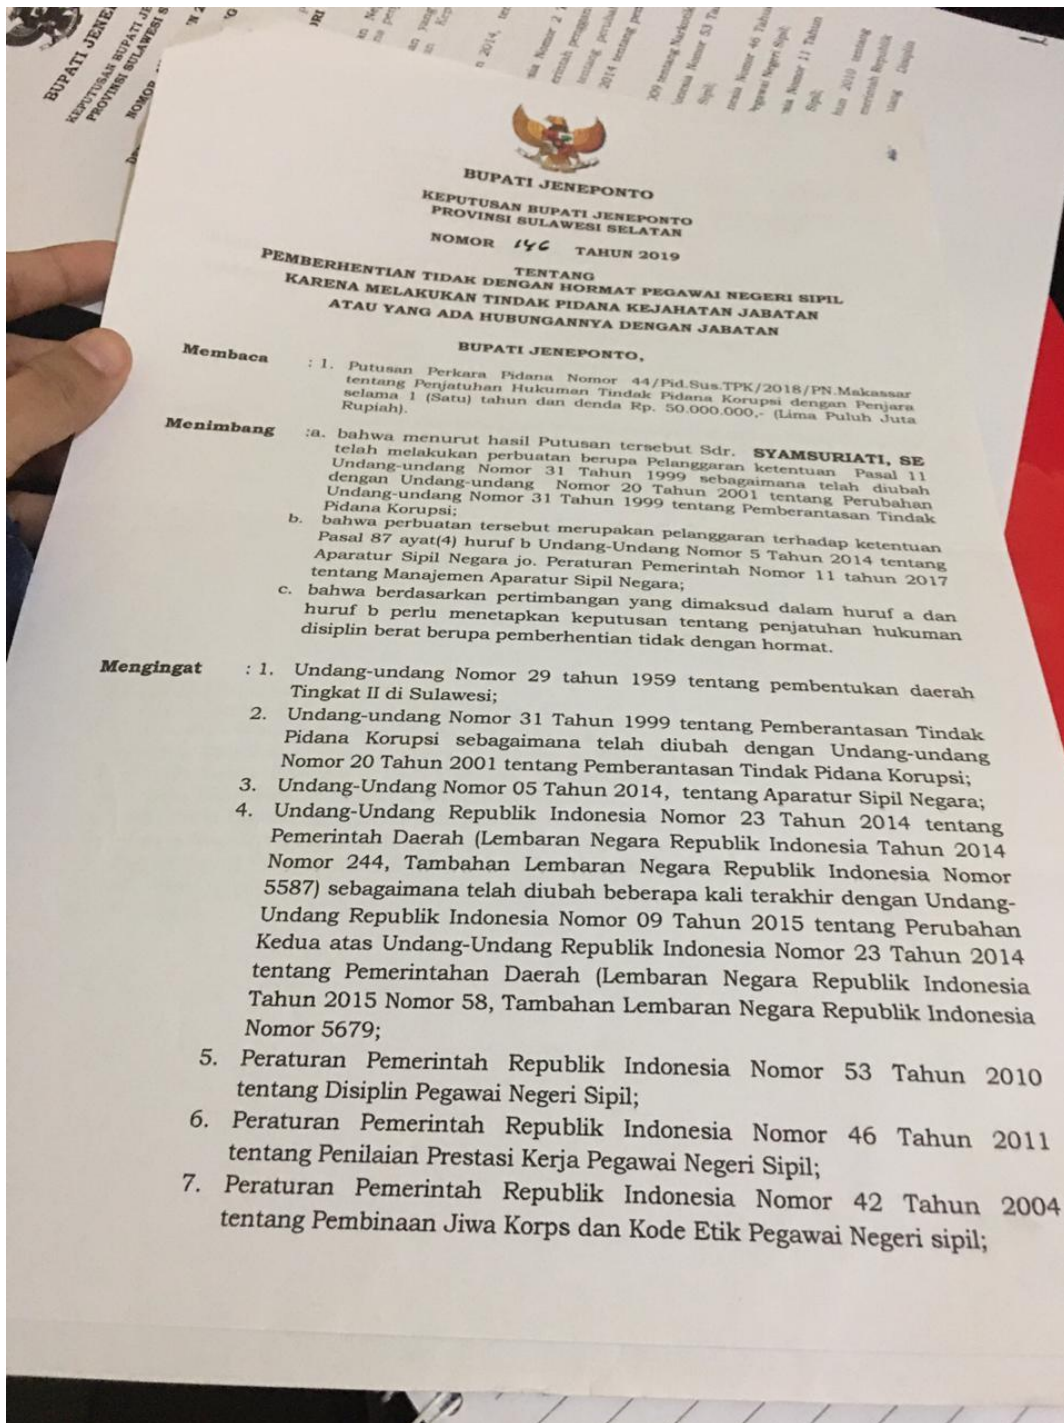 BUPATI JENE
KEPUTUSAN BUPATI JE
PROVINSI SULAWESI S
NOMOR
BUPATI JENEPONTO
KEPUTUSAN BUPATI JENEPONTO
PROVINSI SULAWESI SELATAN
NOMOR 146 TAHUN 2019
TENTANG
PEMBERHENTIAN TIDAK DENGAN HORMAT PEGAWAI NEGERI SIPIL
KARENA MELAKUKAN TINDAK PIDANA KEJAHATAN JABATAN
ATAU YANG ADA HUBUNGANNYA DENGAN JABATAN
BUPATI JENEPONTO,
Membaca : 1. Putusan Perkara Pidana Nomor 44/Pid.Sus.TPK/2018/PN.Makassar
tentang Penjatuhan Hukuman Tindak Pidana Korupsi dengan Penjara
selama 1 (Satu) tahun dan denda Rp. 50.000.000,- (Lima Puluh Juta
Rupiah).
Menimbang :a. bahwa menurut hasil Putusan tersebut Sdr. SYAMSURIATI, SE
telah melakukan perbuatan berupa Pelanggaran ketentuan Pasal 11
Undang-undang Nomor 31 Tahun 1999 sebagaimana telah diubah
dengan Undang-undang Nomor 20 Tahun 2001 tentang Perubahan
Undang-undang Nomor 31 Tahun 1999 tentang Pemberantasan Tindak
Pidana Korupsi;
b. bahwa perbuatan tersebut merupakan pelanggaran terhadap ketentuan
Pasal 87 ayat(4) huruf b Undang-Undang Nomor 5 Tahun 2014 tentang
Aparatur Sipil Negara jo. Peraturan Pemerintah Nomor 11 tahun 2017
tentang Manajemen Aparatur Sipil Negara;
c. bahwa berdasarkan pertimbangan yang dimaksud dalam huruf a dan
huruf b perlu menetapkan keputusan tentang penjatuhan hukuman
disiplin berat berupa pemberhentian tidak dengan hormat.
Mengingat : 1. Undang-undang Nomor 29 tahun 1959 tentang pembentukan daerah
Tingkat II di Sulawesi;
2. Undang-undang Nomor 31 Tahun 1999 tentang Pemberantasan Tindak
Pidana Korupsi sebagaimana telah diubah dengan Undang-undang
Nomor 20 Tahun 2001 tentang Pemberantasan Tindak Pidana Korupsi;
3. Undang-Undang Nomor 05 Tahun 2014, tentang Aparatur Sipil Negara;
4. Undang-Undang Republik Indonesia Nomor 23 Tahun 2014 tentang
Pemerintah Daerah (Lembaran Negara Republik Indonesia Tahun 2014
Nomor 244, Tambahan Lembaran Negara Republik Indonesia Nomor
5587) sebagaimana telah diubah beberapa kali terakhir dengan Undang-
Undang Republik Indonesia Nomor 09 Tahun 2015 tentang Perubahan
Kedua atas Undang-Undang Republik Indonesia Nomor 23 Tahun 2014
tentang Pemerintahan Daerah (Lembaran Negara Republik Indonesia
Tahun 2015 Nomor 58, Tambahan Lembaran Negara Republik Indonesia
Nomor 5679;
5. Peraturan Pemerintah Republik Indonesia Nomor 53 Tahun 2010
tentang Disiplin Pegawai Negeri Sipil;
6. Peraturan Pemerintah Republik Indonesia Nomor 46 Tahun 2011
tentang Penilaian Prestasi Kerja Pegawai Negeri Sipil;
7. Peraturan Pemerintah Republik Indonesia Nomor 42 Tahun 2004
tentang Pembinaan Jiwa Korps dan Kode Etik Pegawai Negeri sipil;